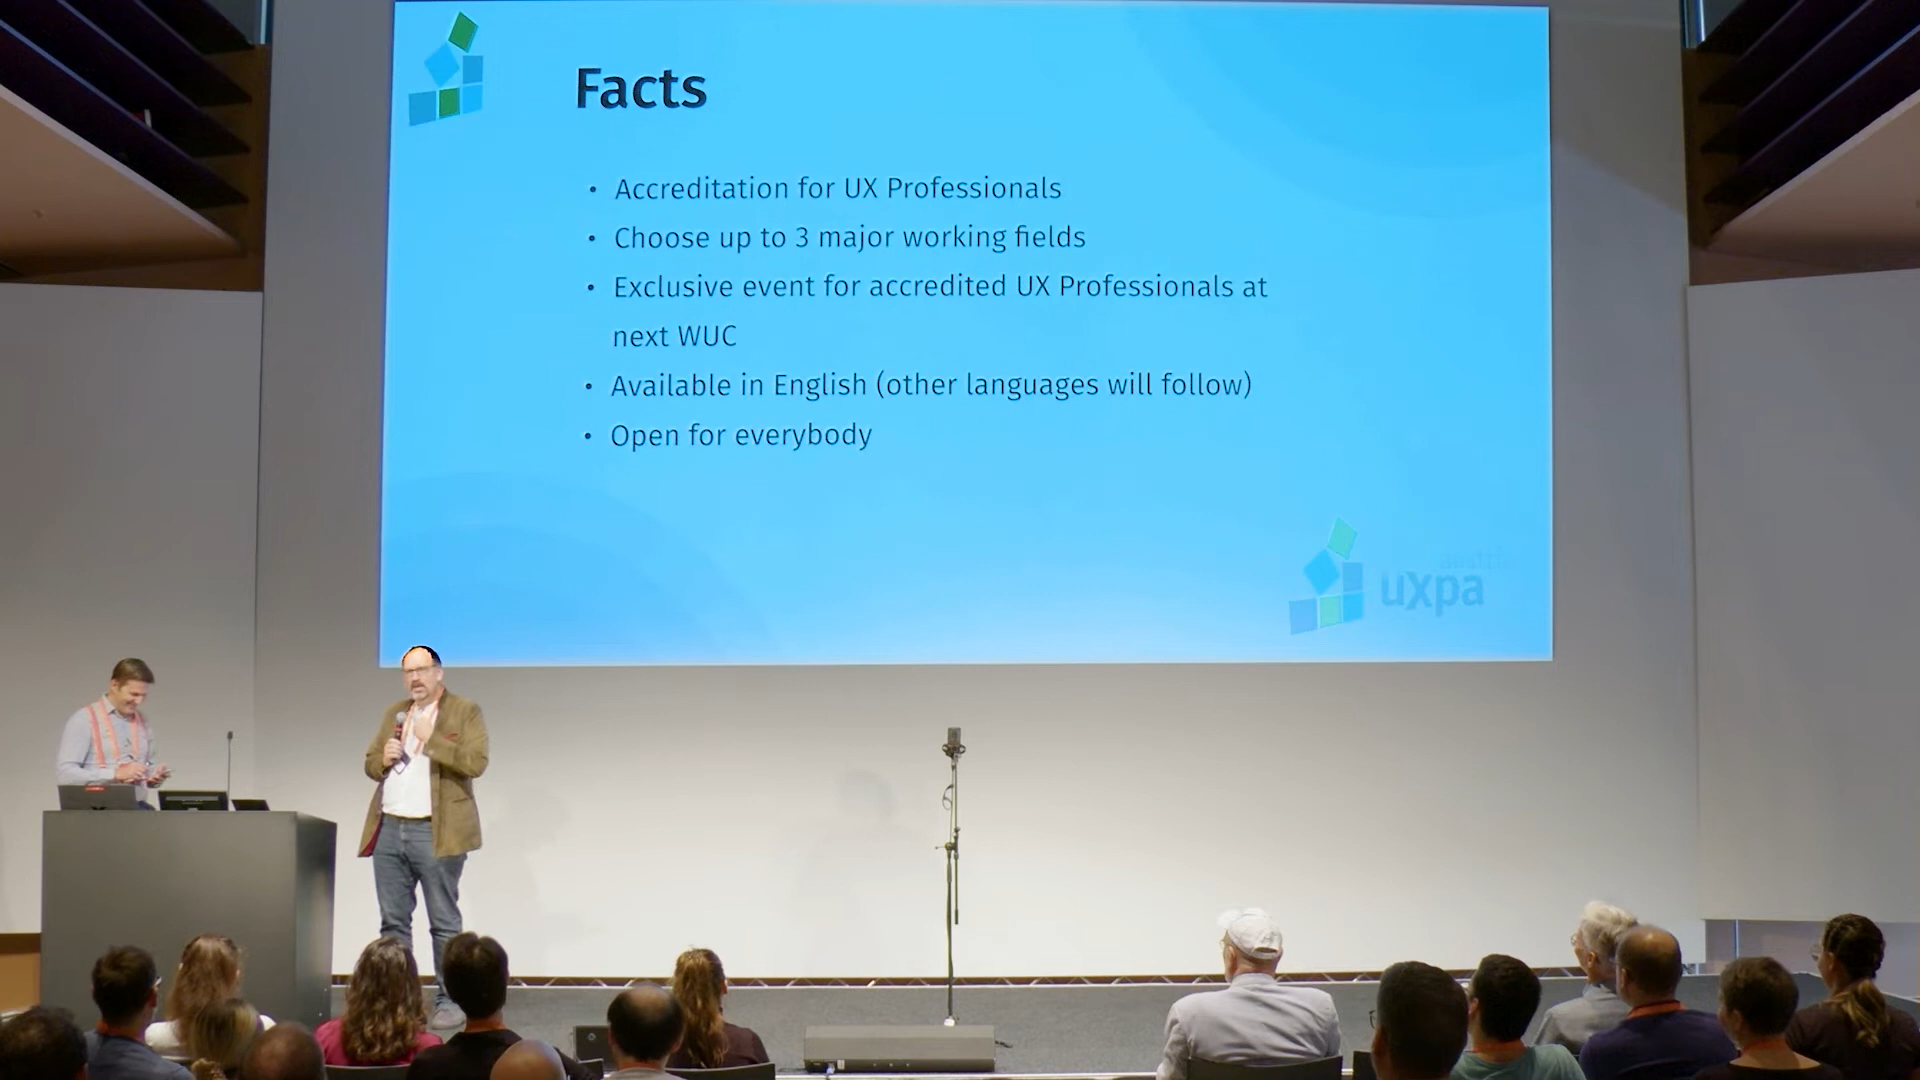 Facts
• Accreditation for UX Professionals
• Choose up to 3 major working fields
• Exclusive event for accredited UX Professionals at
next WUC
• Available in English (other languages will follow)
• Open for everybody
austria
uxpa